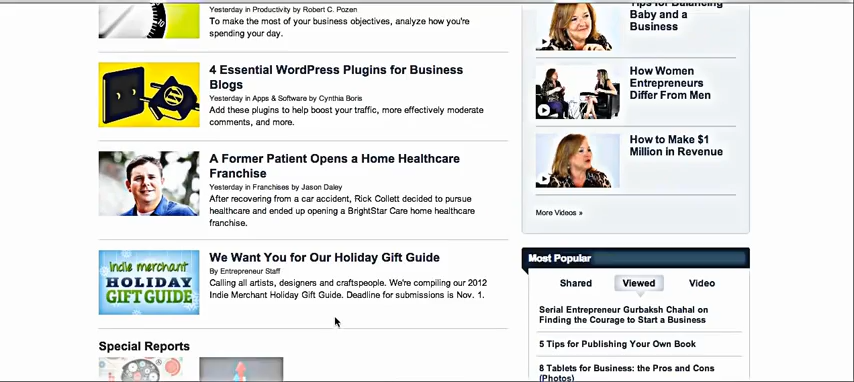 Yesterday in Productivity by Robert C. Pozen
To make the most of your business objectives, analyze how you're
spending your day.
4 Essential WordPress Plugins for Business
Blogs
Yesterday in Apps & Software by Cynthia Boris
Add these plugins to help boost your traffic, more effectively moderate
comments, and more.
A Former Patient Opens a Home Healthcare
Franchise
Yesterday in Franchises by Jason Daley
After recovering from a car accident, Rick Collett decided to pursue
healthcare and ended up opening a BrightStar Care home healthcare
franchise.
indie merchant
HOLIDAY
GIFT GUIDE
We Want You for Our Holiday Gift Guide
By Entrepreneur Staff
Calling all artists, designers and craftspeople. We're compiling our 2012
Indie Merchant Holiday Gift Guide. Deadline for submissions is Nov. 1.
Special Reports
Tips for Balancing
Baby and a
Business
How Women
Entrepreneurs
Differ From Men
How to Make $1
Million in Revenue
More Videos »
Most Popular
Shared Viewed Video
Serial Entrepreneur Gurbaksh Chahal on
Finding the Courage to Start a Business
5 Tips for Publishing Your Own Book
8 Tablets for Business: the Pros and Cons
(Photos)